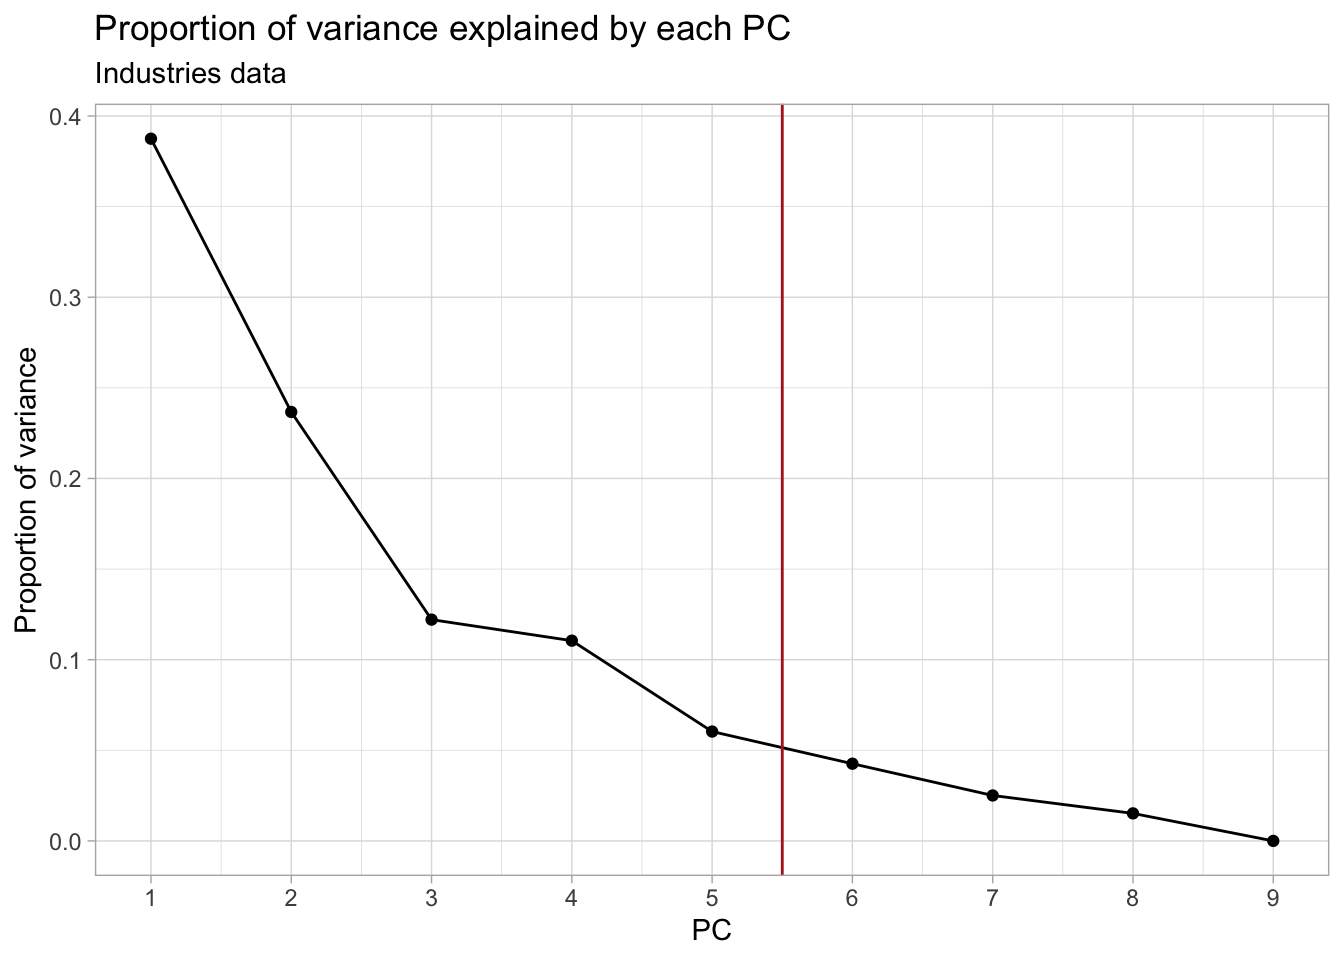 Proportion of variance explained by each PC
Industries data
Proportion of variance
0.4
0.3
0.2
0.1
0.0
1 2 3 4 5 6 7 8 9
PC